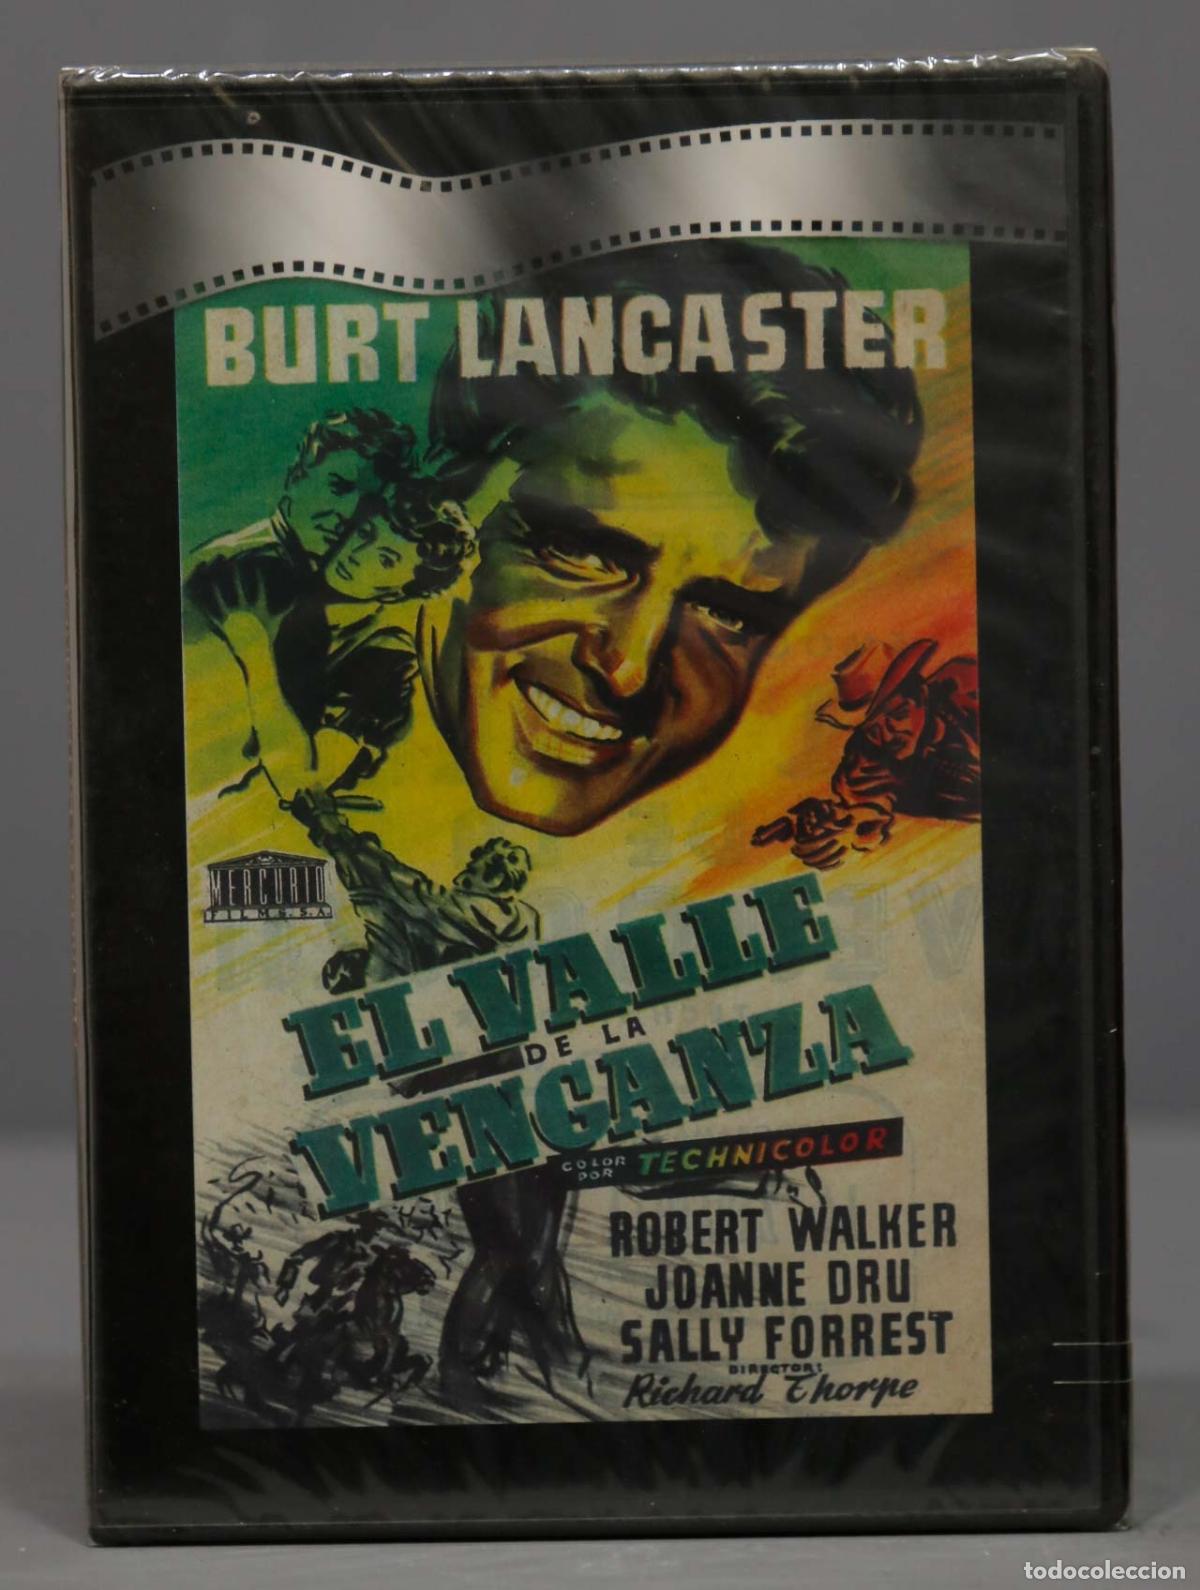 BURT LANCASTER
MERCURIO
FILMS. S.A.
EL VALLE
DE LA
VENGANZA
COLOR
POR TECHNICOLOR
ROBERT WALKER
JOANNE DRU
SALLY FORREST
DIRECTOR:
Richard Thorpe
todocoleccion